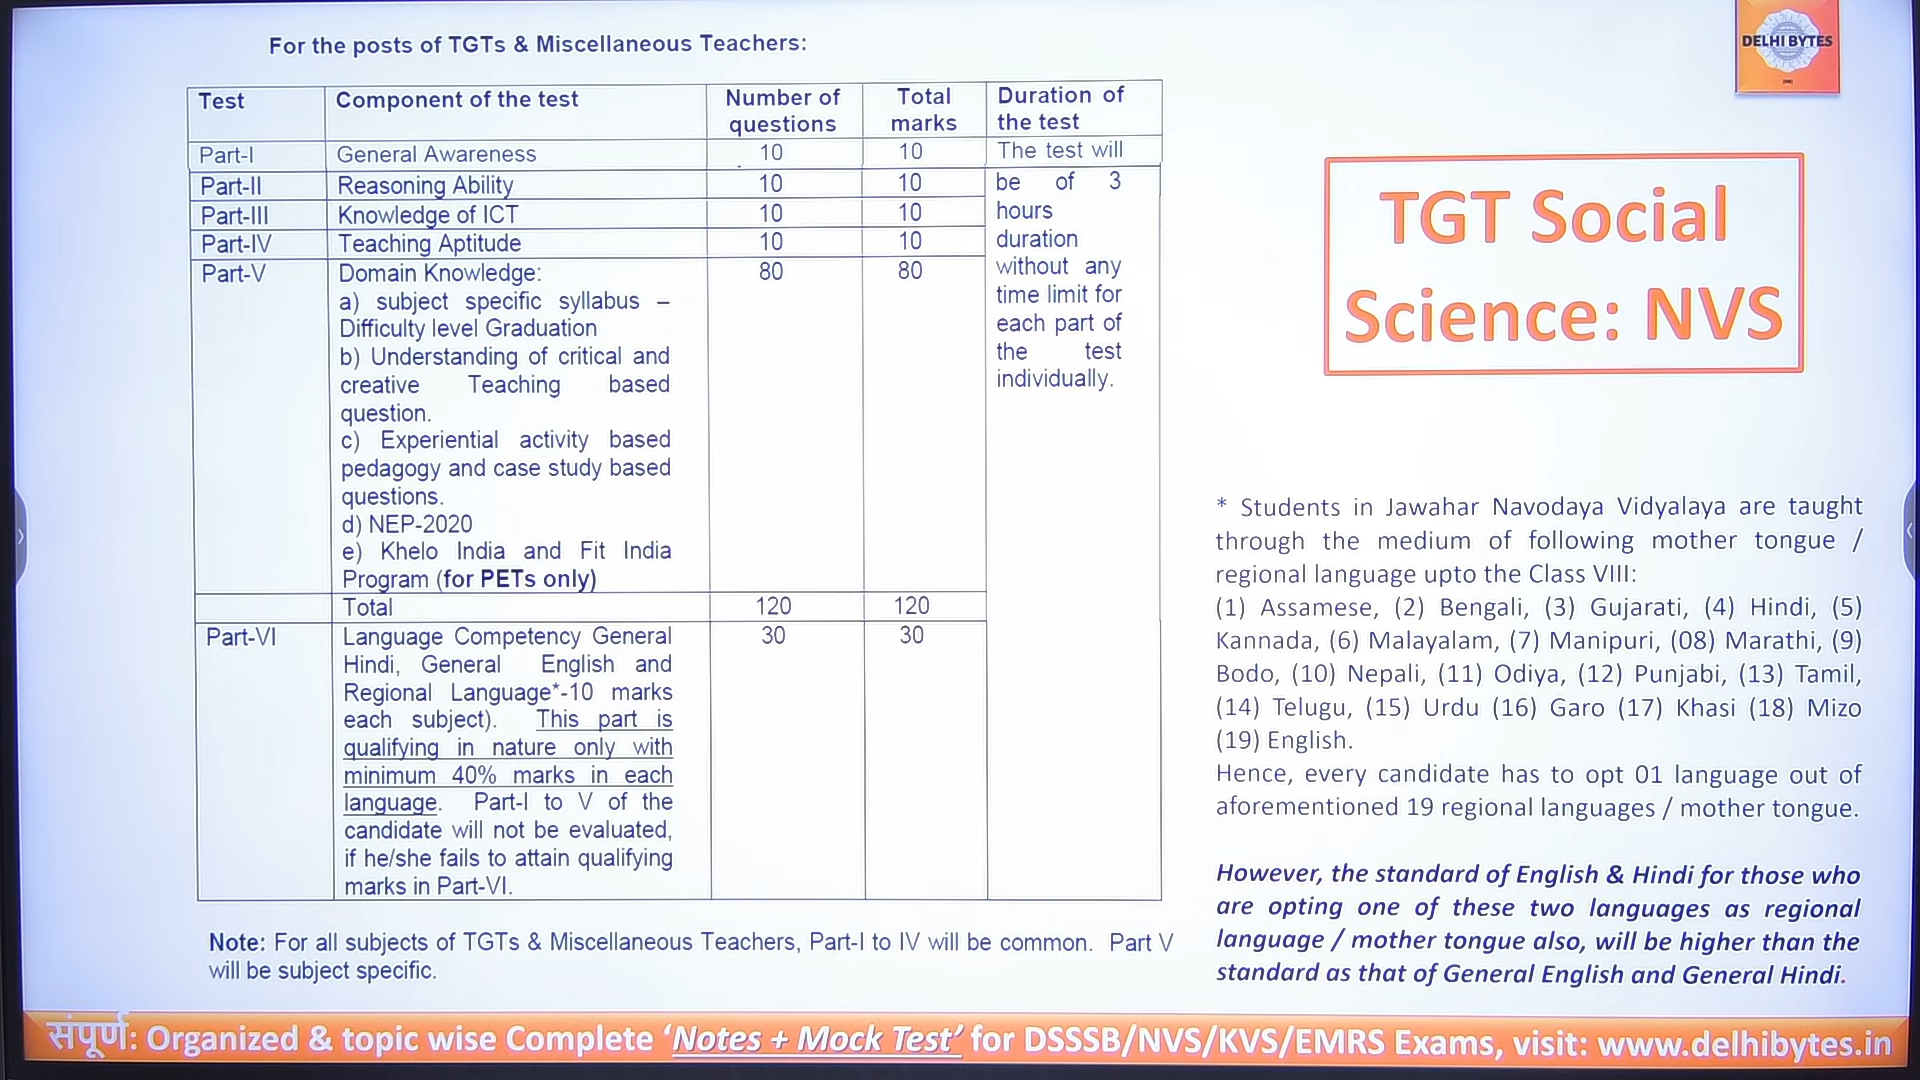 For the posts of TGTs & Miscellaneous Teachers:
DELHI BYTES
Test
Component of the test
Number of
questions
Total
marks
Duration of
the test
Part-I
General Awareness
10
10
The test will
be of 3
hours
duration
without any
time limit for
each part of
the test
individually.
Part-II
Reasoning Ability
10
10
Part-III
Knowledge of ICT
10
10
Part-IV
Teaching Aptitude
10
10
Part-V
Domain Knowledge:
a) subject specific syllabus –
Difficulty level Graduation
b) Understanding of critical and
creative Teaching based
question.
c) Experiential activity based
pedagogy and case study based
questions.
d) NEP-2020
e) Khelo India and Fit India
Program (for PETs only)
80
80
Total
120
120
Part-VI
Language Competency General
Hindi, General English and
Regional Language*-10 marks
each subject). This part is
qualifying in nature only with
minimum 40% marks in each
language. Part-I to V of the
candidate will not be evaluated,
if he/she fails to attain qualifying
marks in Part-VI.
30
30
Note: For all subjects of TGTs & Miscellaneous Teachers, Part-I to IV will be common. Part V
will be subject specific.
TGT Social
Science: NVS
* Students in Jawahar Navodaya Vidyalaya are taught
through the medium of following mother tongue /
regional language upto the Class VIII:
(1) Assamese, (2) Bengali, (3) Gujarati, (4) Hindi, (5)
Kannada, (6) Malayalam, (7) Manipuri, (08) Marathi, (9)
Bodo, (10) Nepali, (11) Odiya, (12) Punjabi, (13) Tamil,
(14) Telugu, (15) Urdu (16) Garo (17) Khasi (18) Mizo
(19) English.
Hence, every candidate has to opt 01 language out of
aforementioned 19 regional languages / mother tongue.
However, the standard of English & Hindi for those who
are opting one of these two languages as regional
language / mother tongue also, will be higher than the
standard as that of General English and General Hindi.
संपूर्ण: Organized & topic wise Complete ‘Notes + Mock Test’ for DSSSB/NVS/KVS/EMRS Exams, visit: www.delhibytes.in